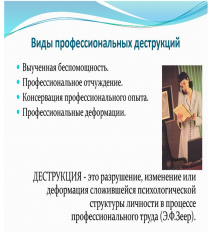 Виды профессиональных деструкций
Выученная беспомощность.
Профессиональное отчуждение.
Консервация профессионального опыта.
Профессиональные деформации.
ДЕСТРУКЦИЯ - это разрушение, изменение или
деформация сложившейся психологической
структуры личности в процессе
профессионального труда (Э.Ф.Зеер).